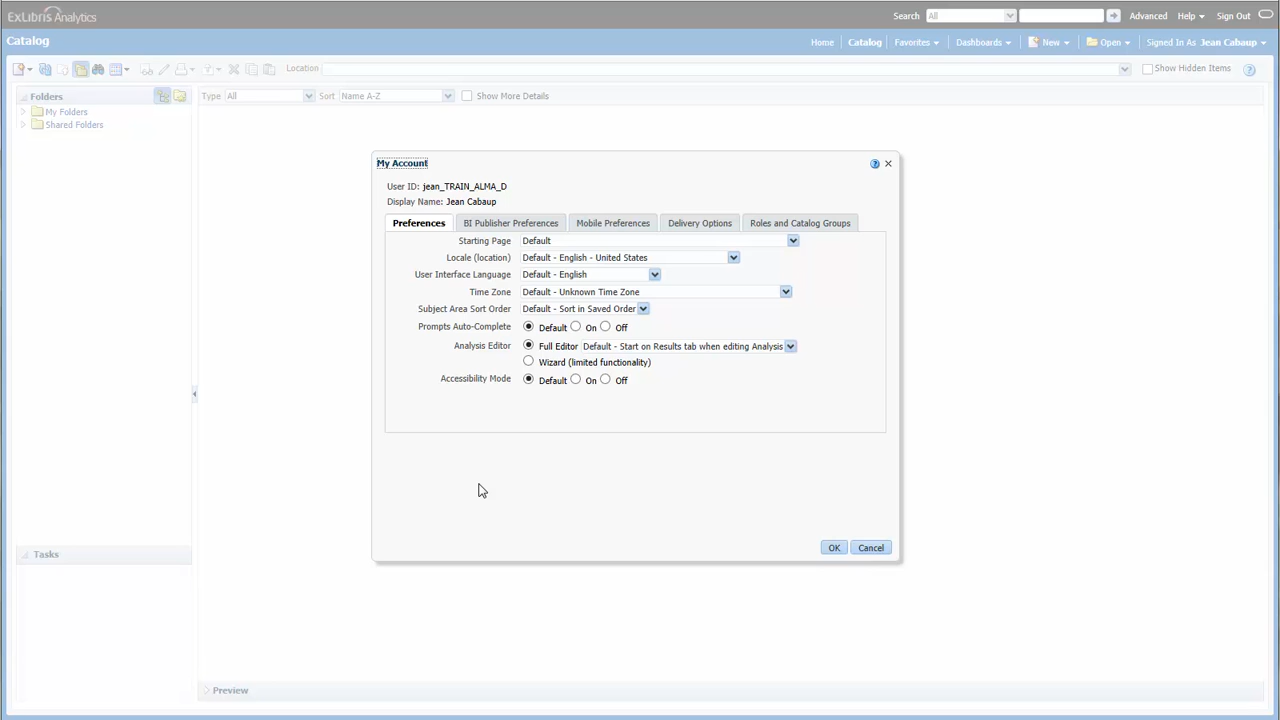 ExLibris Analytics
Search All Advanced Help Sign Out
Catalog
Home Catalog Favorites Dashboards New Open Signed In As Jean Cabaup
Location Show Hidden Items
Folders
Type All Sort Name A-Z Show More Details
My Folders
Shared Folders
My Account
User ID: jean_TRAIN_ALMA_D
Display Name: Jean Cabaup
Preferences BI Publisher Preferences Mobile Preferences Delivery Options Roles and Catalog Groups
Starting Page Default
Locale (location) Default - English - United States
User Interface Language Default - English
Time Zone Default - Unknown Time Zone
Subject Area Sort Order Default - Sort in Saved Order
Prompts Auto-Complete Default On Off
Analysis Editor Full Editor Default - Start on Results tab when editing Analysis
Wizard (limited functionality)
Accessibility Mode Default On Off
OK Cancel
Tasks
Preview